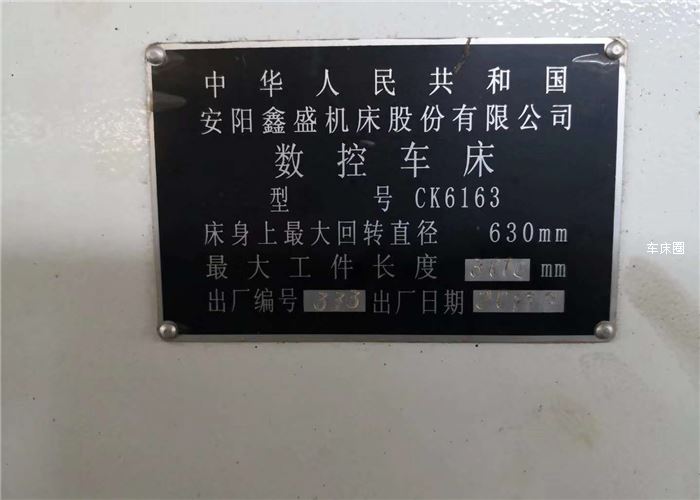 中华人民共和国
安阳鑫盛机床股份有限公司
数控车床
型号 CK6163
床身上最大回转直径 630mm
最大工件长度 mm
出厂编号 出厂日期
车床圈